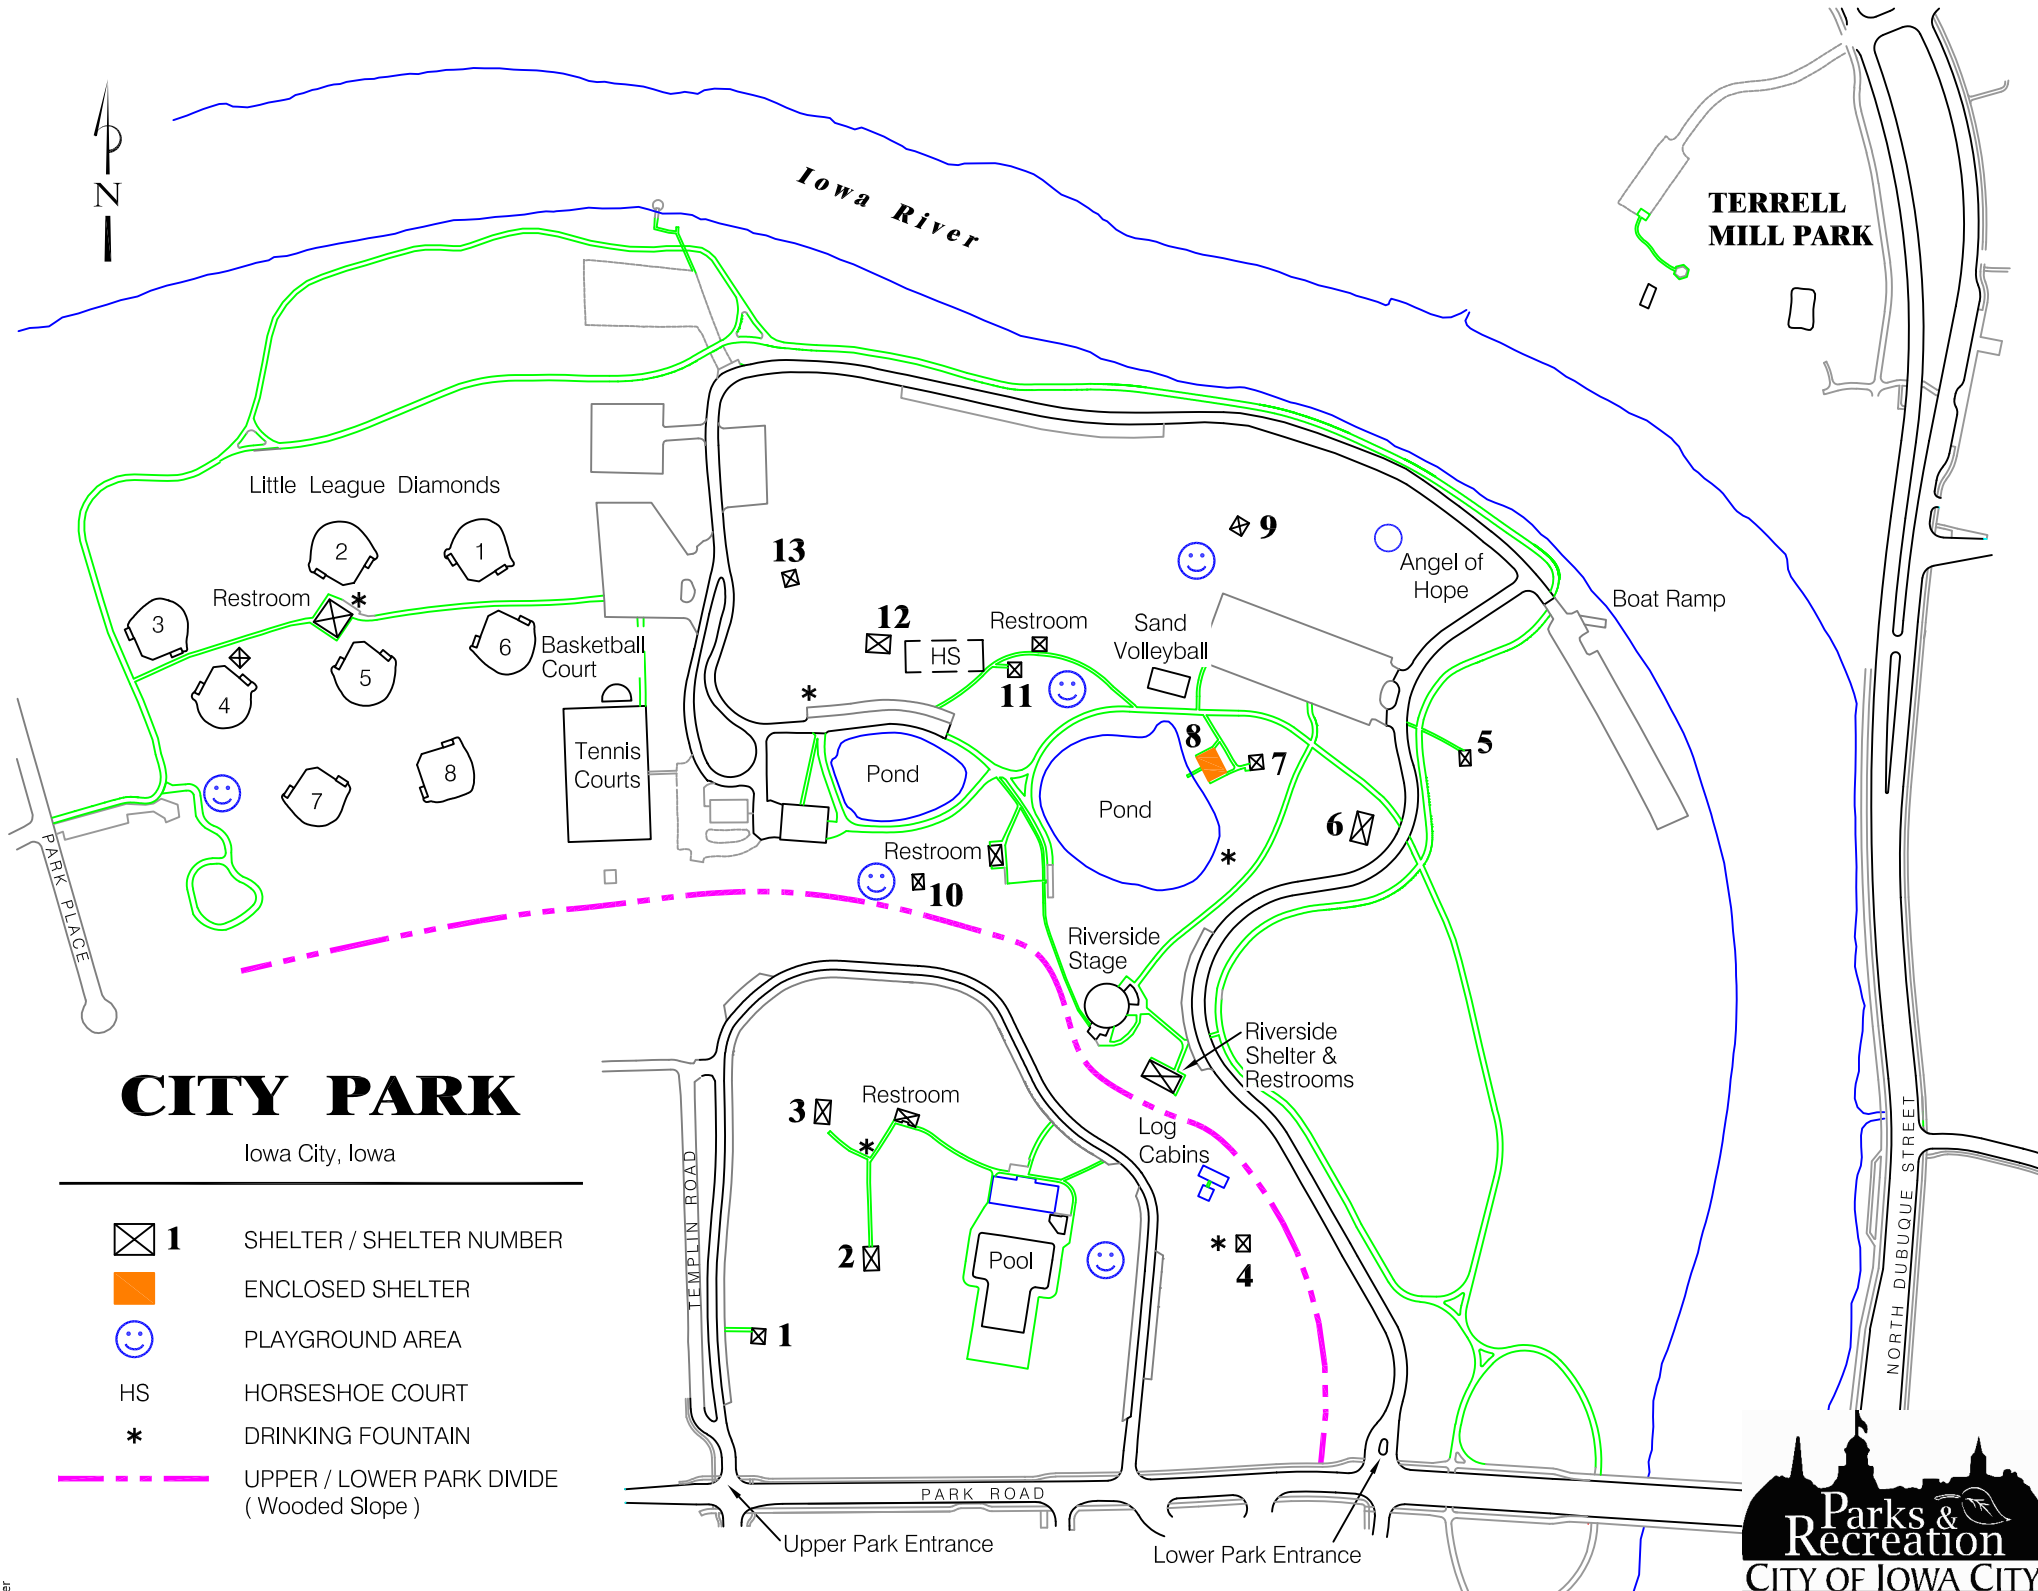 N
Iowa River
TERRELL
MILL PARK
Little League Diamonds
2
1
Restroom
3
6
5
4
Basketball
Court
7
8
Tennis
Courts
13
12
HS
Restroom
11
Sand
Volleyball
9
Angel of
Hope
Boat Ramp
8
7
5
6
Pond
Pond
Restroom
10
Riverside
Stage
Riverside
Shelter &
Restrooms
Log
Cabins
4
3
Restroom
2
Pool
1
PARK PLACE
TEMPLIN ROAD
PARK ROAD
NORTH DUBUQUE STREET
Upper Park Entrance
Lower Park Entrance
CITY PARK
Iowa City, Iowa
1 SHELTER / SHELTER NUMBER
ENCLOSED SHELTER
PLAYGROUND AREA
HS HORSESHOE COURT
* DRINKING FOUNTAIN
UPPER / LOWER PARK DIVIDE
( Wooded Slope )
Parks &
Recreation
CITY OF IOWA CITY